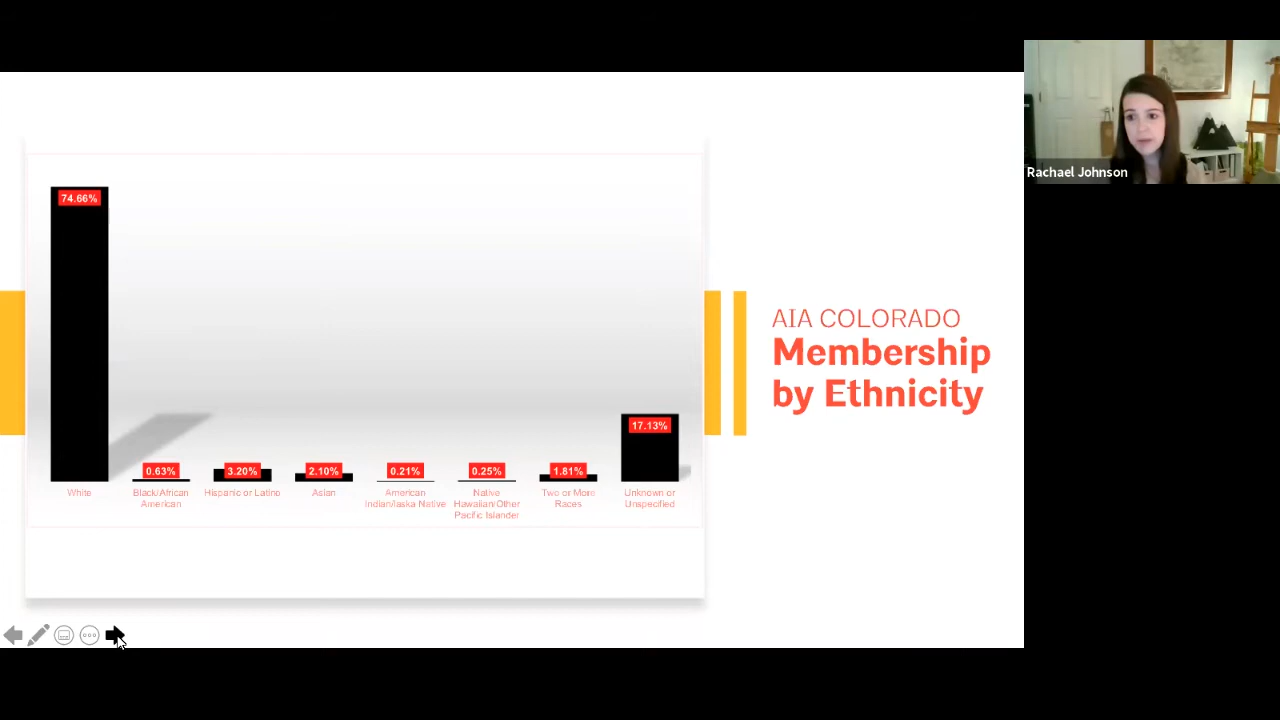 74.66%
0.63%
3.20%
2.10%
0.21%
0.25%
1.81%
17.13%
White
Black/African
American
Hispanic or Latino
Asian
American
Indian/laska Native
Native
Hawaiian/Other
Pacific Islander
Two or More
Races
Unknown or
Unspecified
AIA COLORADO
Membership
by Ethnicity
Rachael Johnson